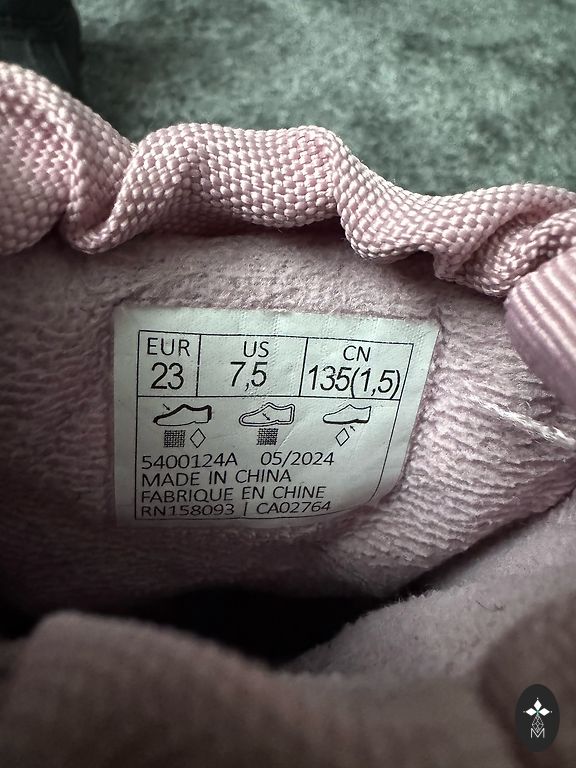 EUR US CN
23 7,5 135(1,5)
5400124A 05/2024
MADE IN CHINA
FABRIQUE EN CHINE
RN158093 | CA02764
M